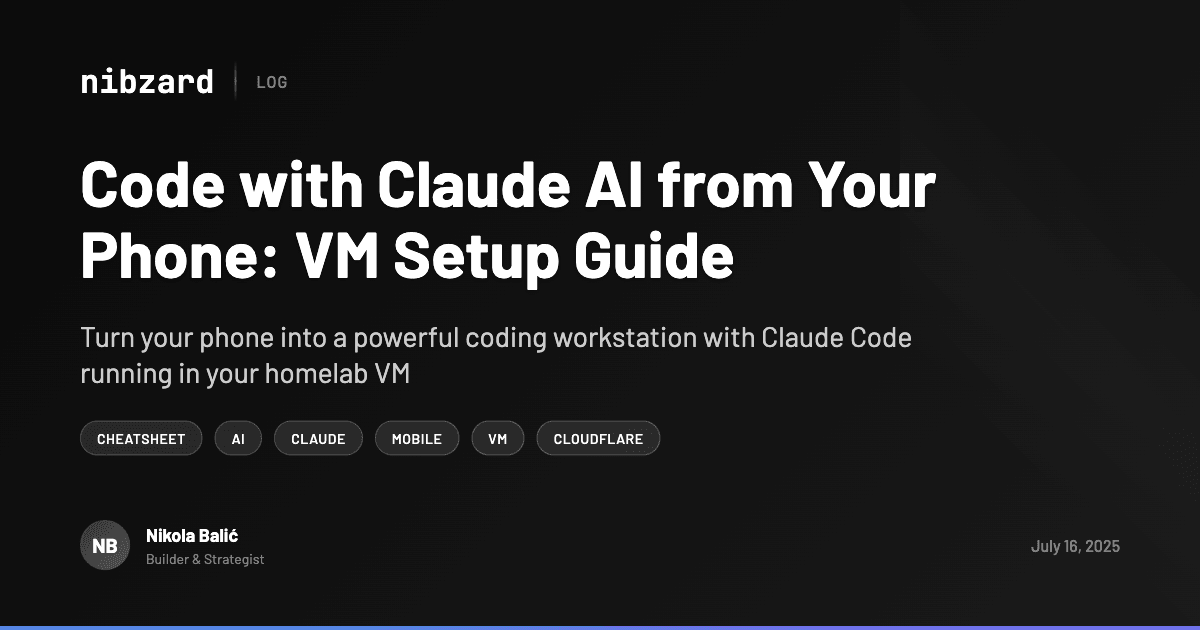 nibzard
LOG
Code with Claude AI from Your
Phone: VM Setup Guide
Turn your phone into a powerful coding workstation with Claude Code
running in your homelab VM
CHEATSHEET AI CLAUDE MOBILE VM CLOUDFLARE
NB
Nikola Balić
Builder & Strategist
July 16, 2025